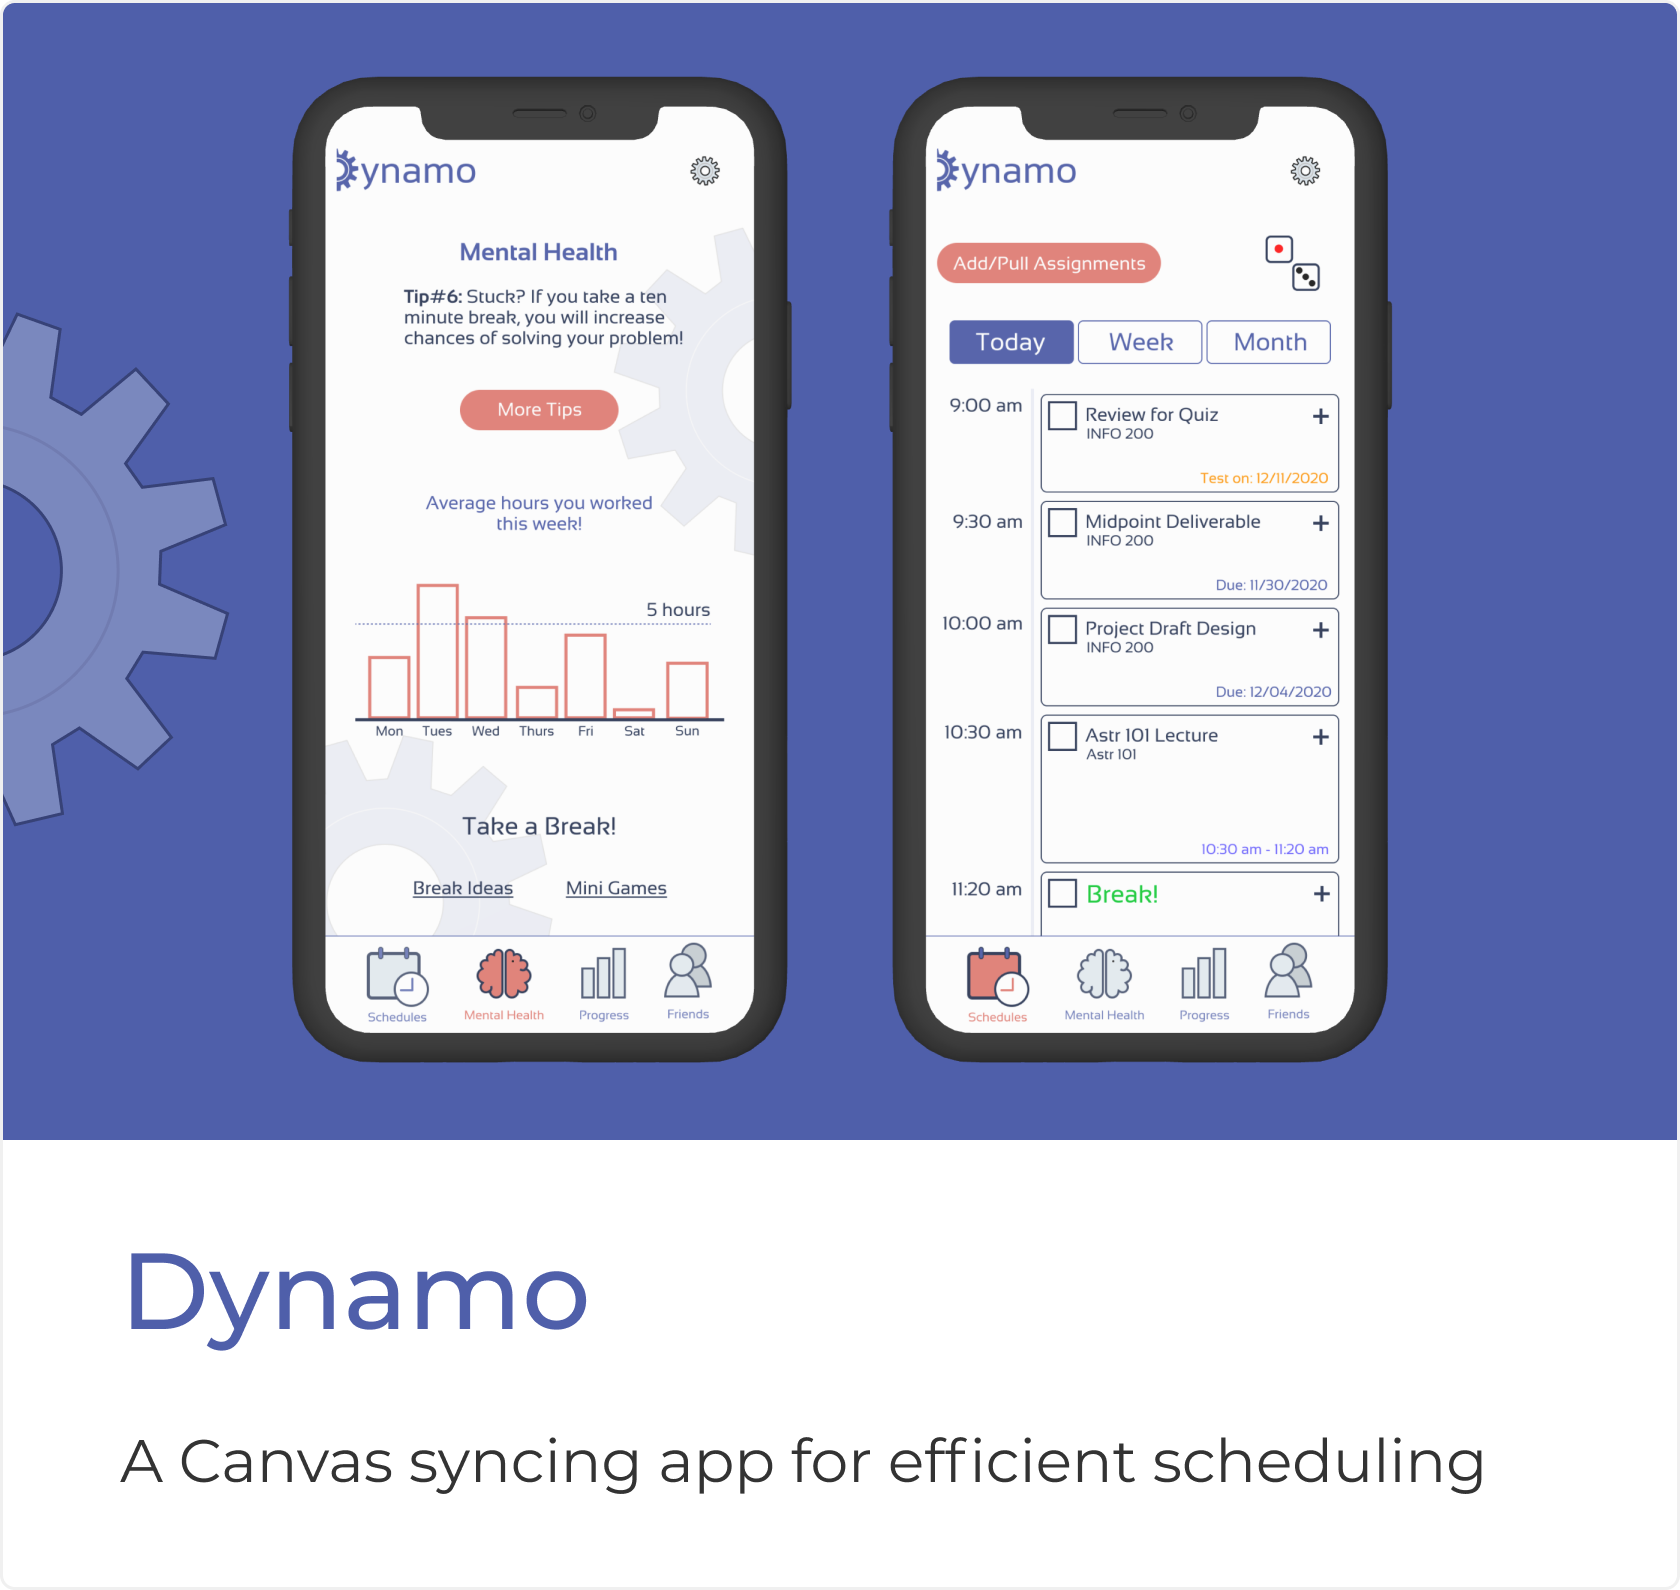 Dynamo
Mental Health
Tip#6: Stuck? If you take a ten
minute break, you will increase
chances of solving your problem!
More Tips
Average hours you worked
this week!
5 hours
Mon Tues Wed Thurs Fri Sat Sun
Take a Break!
Break Ideas Mini Games
Schedules Mental Health Progress Friends
Dynamo
Add/Pull Assignments
Today Week Month
9:00 am
Review for Quiz
INFO 200
Test on: 12/11/2020
9:30 am
Midpoint Deliverable
INFO 200
Due: 11/30/2020
10:00 am
Project Draft Design
INFO 200
Due: 12/04/2020
10:30 am
Astr 101 Lecture
Astr 101
10:30 am - 11:20 am
11:20 am
Break!
Schedules Mental Health Progress Friends
Dynamo
A Canvas syncing app for efficient scheduling